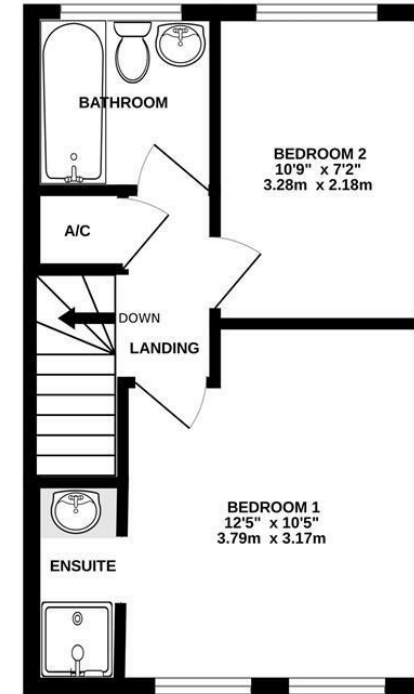 BATHROOM
BEDROOM 2
10'9" x 7'2"
3.28m x 2.18m
A/C
DOWN
LANDING
BEDROOM 1
12'5" x 10'5"
3.79m x 3.17m
ENSUITE